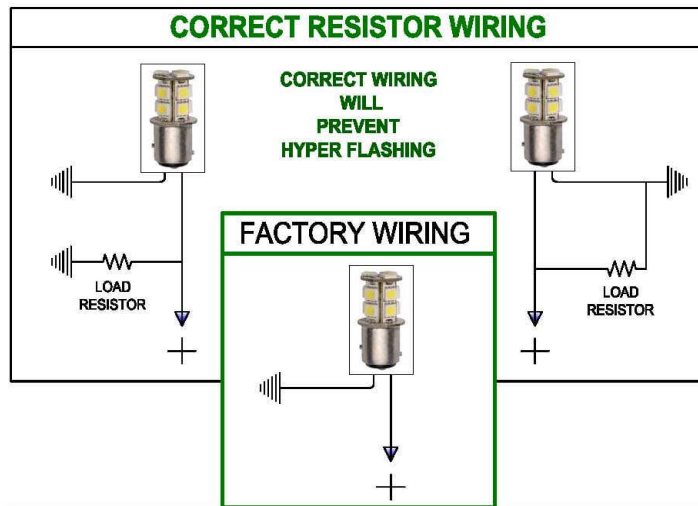 CORRECT RESISTOR WIRING
CORRECT WIRING
WILL
PREVENT
HYPER FLASHING
LOAD
RESISTOR
+
LOAD
RESISTOR
+
FACTORY WIRING
+